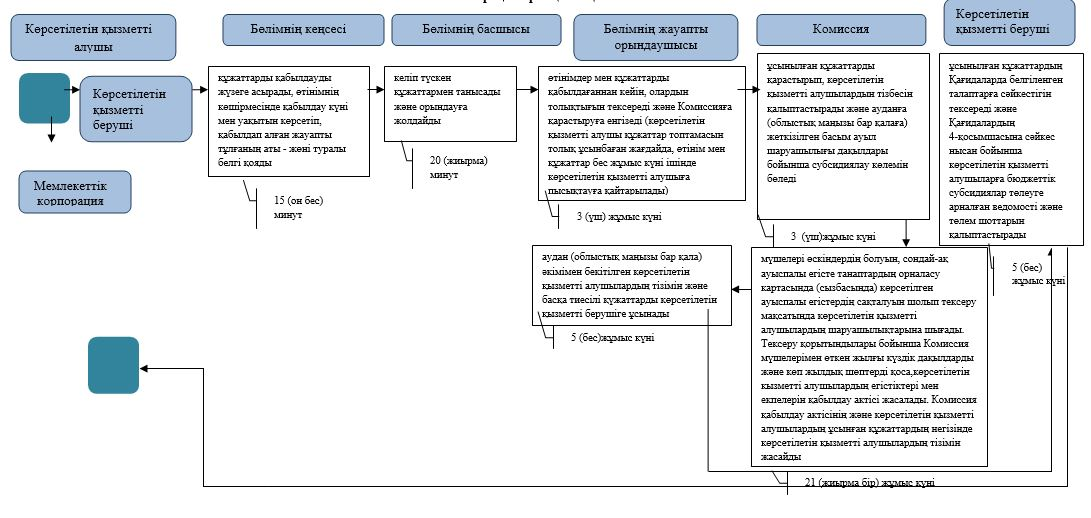 Көрсетілетін қызметті
алушы
Бөлімнің кеңсесі
Бөлімнің басшысы
Бөлімнің жауапты
орындаушысы
Комиссия
Көрсетілетін
қызметті беруші
Көрсетілетін
қызметті
беруші
Мемлекеттік
корпорация
құжаттарды қабылдауды
жүзеге асырады, өтінімнің
көшірмесінде қабылдау күні
мен уақытын көрсетіп,
қабылдап алған жауапты
тұлғаның аты - жөні туралы
белгі қояды
15 (он бес)
минут
келіп түскен
құжаттармен танысады
және орындауға
жолдайды
20 (жиырма)
минут
өтінімдер мен құжаттарды
қабылдағаннан кейін, олардың
толықтығын тексереді және Комиссияға
қарастыруға енгізеді (көрсетілетін
қызметті алушы құжаттар топтамасын
толық ұсынбаған жағдайда, өтінім мен
құжаттар бес жұмыс күні ішінде
көрсетілетін қызметті алушыға
пысықтауға қайтарылады)
3 (үш) жұмыс күні
ұсынылған құжаттарды
қарастырып, көрсетілетін
қызметті алушылардың тізбесін
қалыптастырады және ауданға
(облыстық маңызы бар қалаға)
жеткізілген басым ауыл
шаруашылығы дақылдары
бойынша субсидиялау көлемін
бөледі
3 (үш)жұмыс күні
ұсынылған құжаттардың
Қағидаларда белгіленген
талаптарға сәйкестігін
тексереді және
Қағидалардың
4-қосымшасына сәйкес
нысан бойынша
көрсетілетін қызметті
алушыларға бюджеттік
субсидиялар төлеуге
арналған ведомості және
төлем шоттарын
қалыптастырады
5 (бес)
жұмыс күні
аудан (облыстық маңызы бар қала)
әкімімен бекітілген көрсетілетін
қызметті алушылардың тізімін және
басқа тиесілі құжаттарды көрсетілетін
қызметті берушіге ұсынады
5 (бес)жұмыс күні
мүшелері өскіндердің болуын, сондай-ақ
ауыспалы егісте танаптардың орналасу
картасында (сызбасында) көрсетілген
ауыспалы егістердің сақталуын шолып тексеру
мақсатында көрсетілетін қызметті
алушылардың шаруашылықтарына шығады.
Тексеру қорытындылары бойынша Комиссия
мүшелерімен өткен жылғы күздік дақылдарды
және көп жылдық шөптерді қоса,көрсетілетін
қызметті алушылардың егістіктері мен
екпелерін қабылдау актісі жасалады. Комиссия
қабылдау актісінің және көрсетілетін қызметті
алушылардың ұсынған құжаттардың негізінде
көрсетілетін қызметті алушылардың тізімін
жасайды
21 (жиырма бір) жұмыс күні